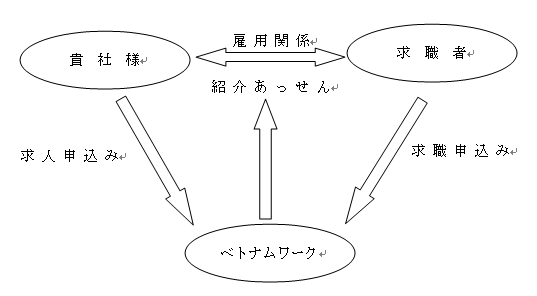 雇用関係
貴社様
求職者
紹介あっせん
求人申込み
求職申込み
ベトナムワーク